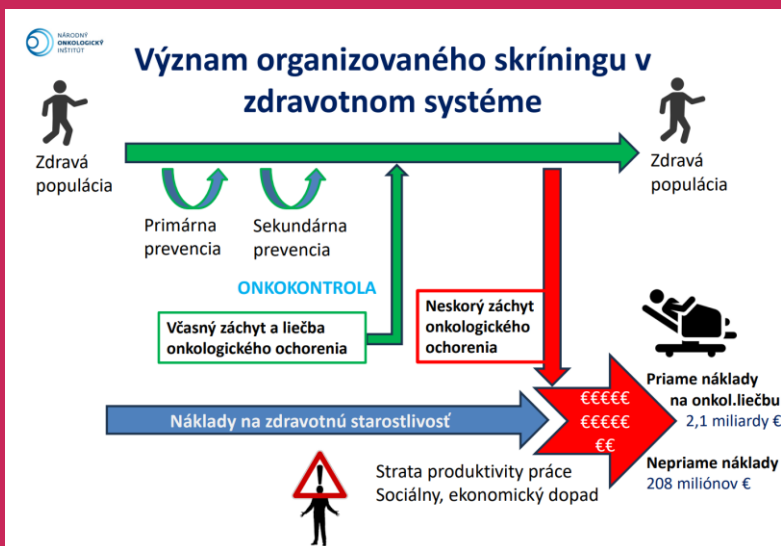 NÁRODNÝ
ONKOLOGICKÝ
INŠTITÚT
Význam organizovaného skríningu v
zdravotnom systéme
Zdravá
populácia
Zdravá
populácia
Primárna
prevencia
Sekundárna
prevencia
ONKOKONTROLA
Včasný záchyt a liečba
onkologického ochorenia
Neskorý záchyt
onkologického
ochorenia
Náklady na zdravotnú starostlivosť
€€€€€
€€€€€
€€
Priame náklady
na onkol.liečbu
2,1 miliardy €
Nepriame náklady
208 miliónov €
!
Strata produktivity práce
Sociálny, ekonomický dopad